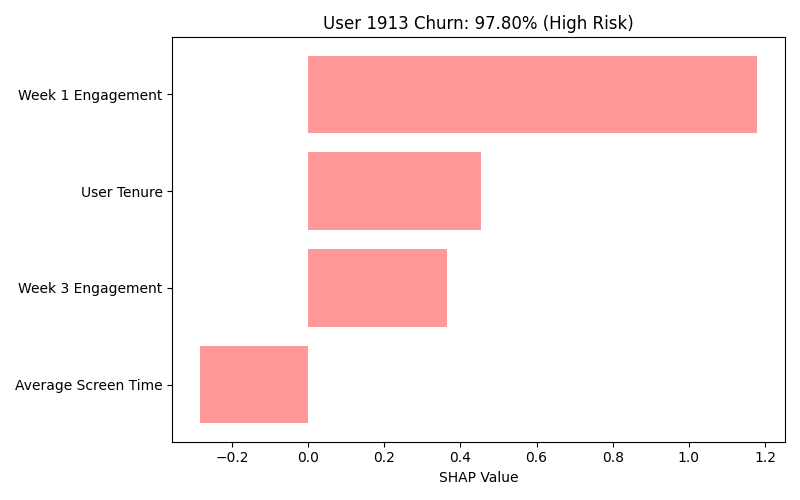 User 1913 Churn: 97.80% (High Risk)
Week 1 Engagement
User Tenure
Week 3 Engagement
Average Screen Time
−0.2 0.0 0.2 0.4 0.6 0.8 1.0 1.2
SHAP Value